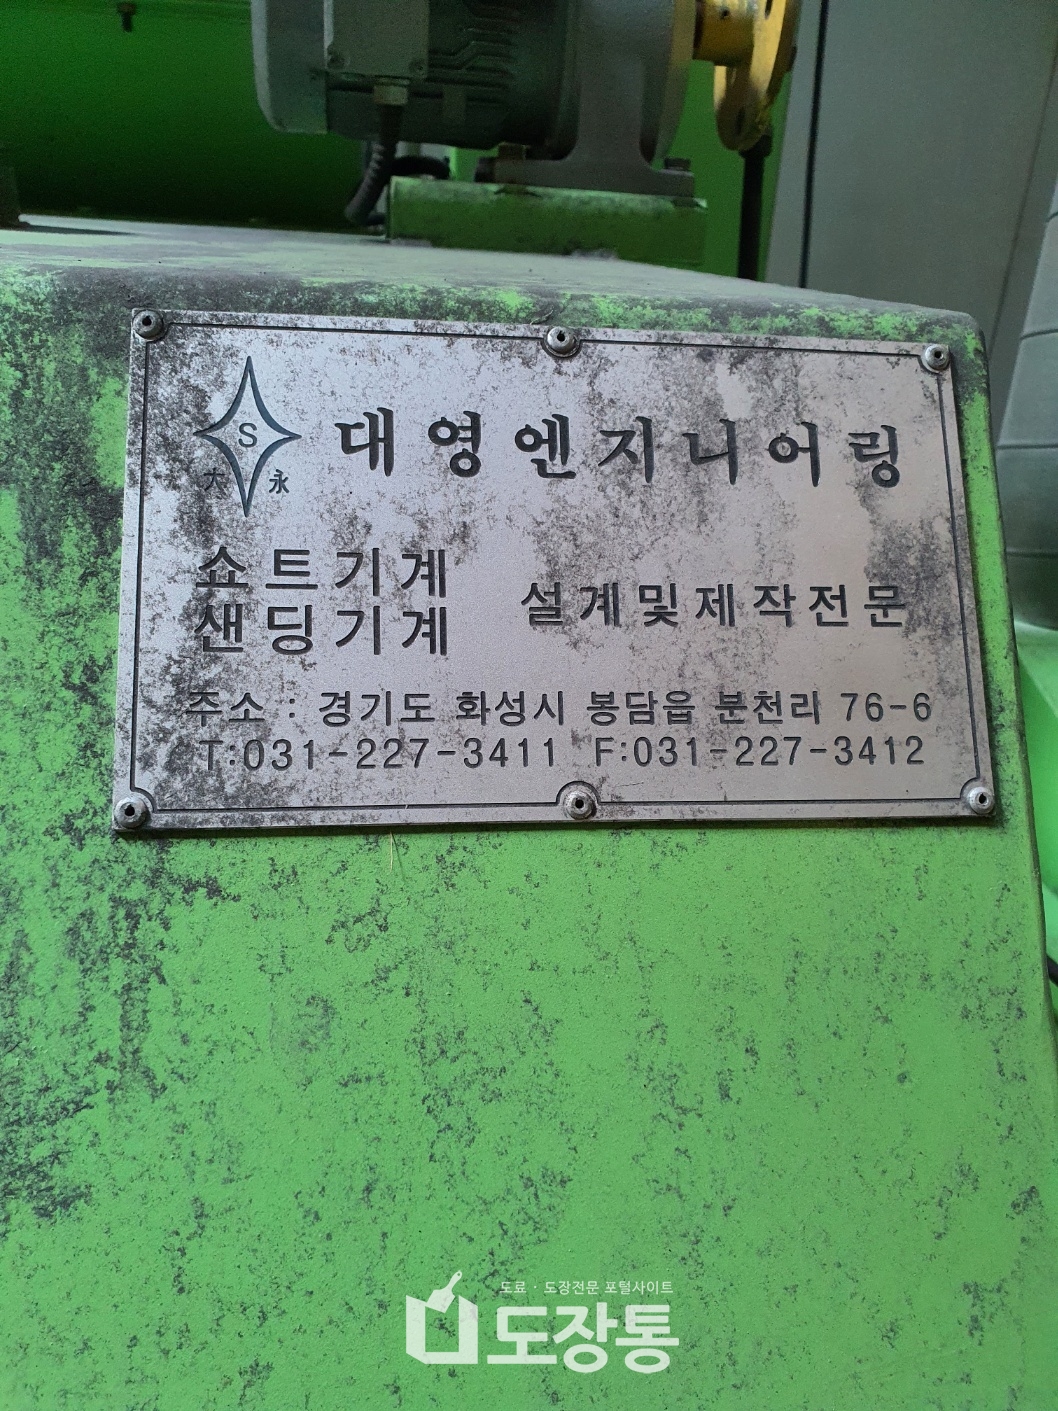 S
大 永
대영엔지니어링
쇼트기계
샌딩기계
설계및제작전문
주소 : 경기도 화성시 봉담읍 분천리 76-6
T:031-227-3411 F:031-227-3412
도료 · 도장전문 포털사이트
도장통